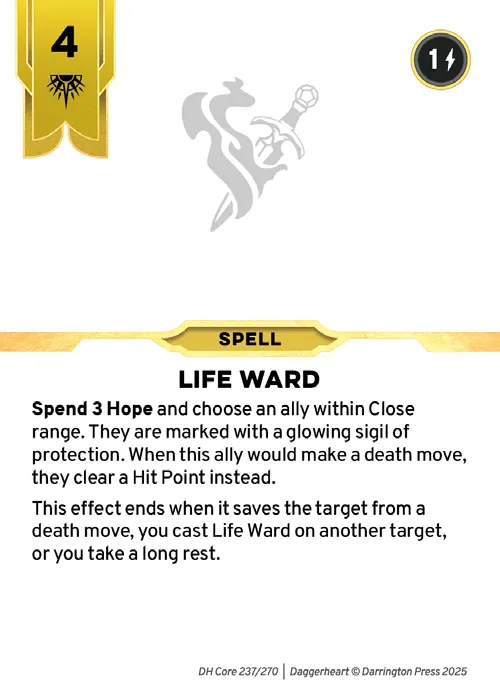 4
1
SPELL
LIFE WARD
Spend 3 Hope and choose an ally within Close
range. They are marked with a glowing sigil of
protection. When this ally would make a death move,
they clear a Hit Point instead.
This effect ends when it saves the target from a
death move, you cast Life Ward on another target,
or you take a long rest.
DH Core 237/270 | Daggerheart © Darrington Press 2025